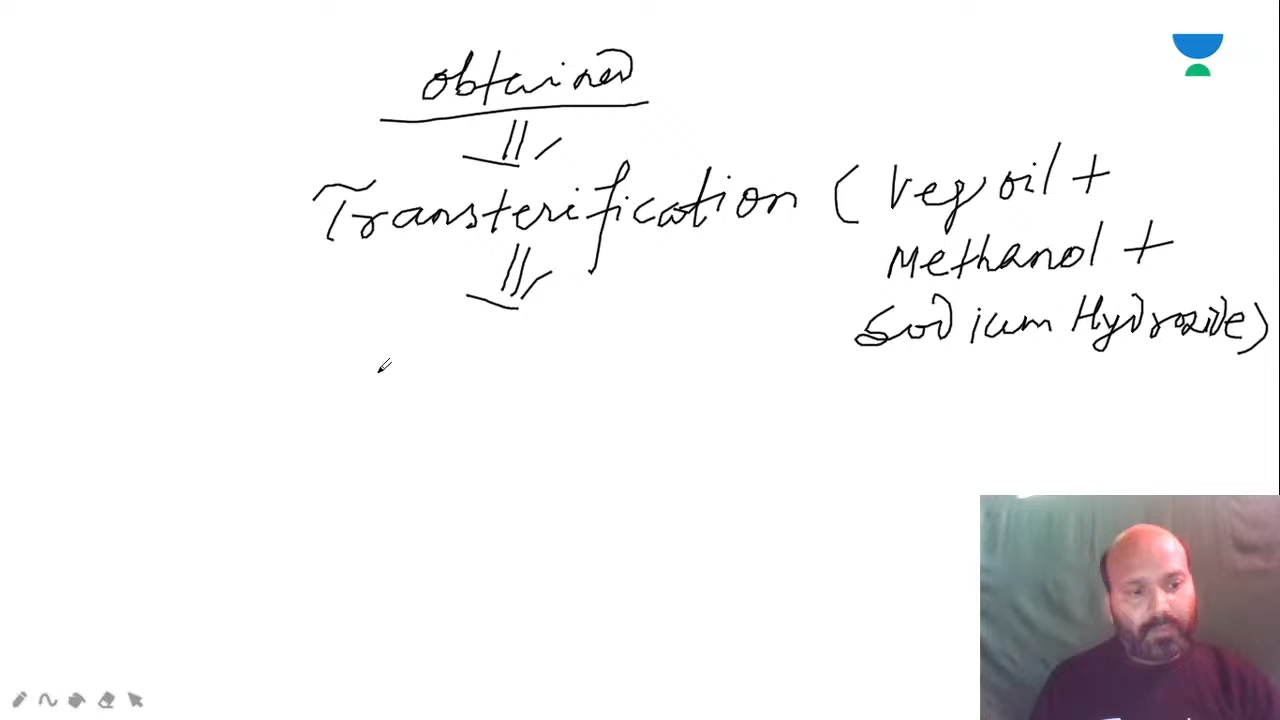 obtained
Transterification ( veg oil +
Methanol +
Sodium Hydroxide)